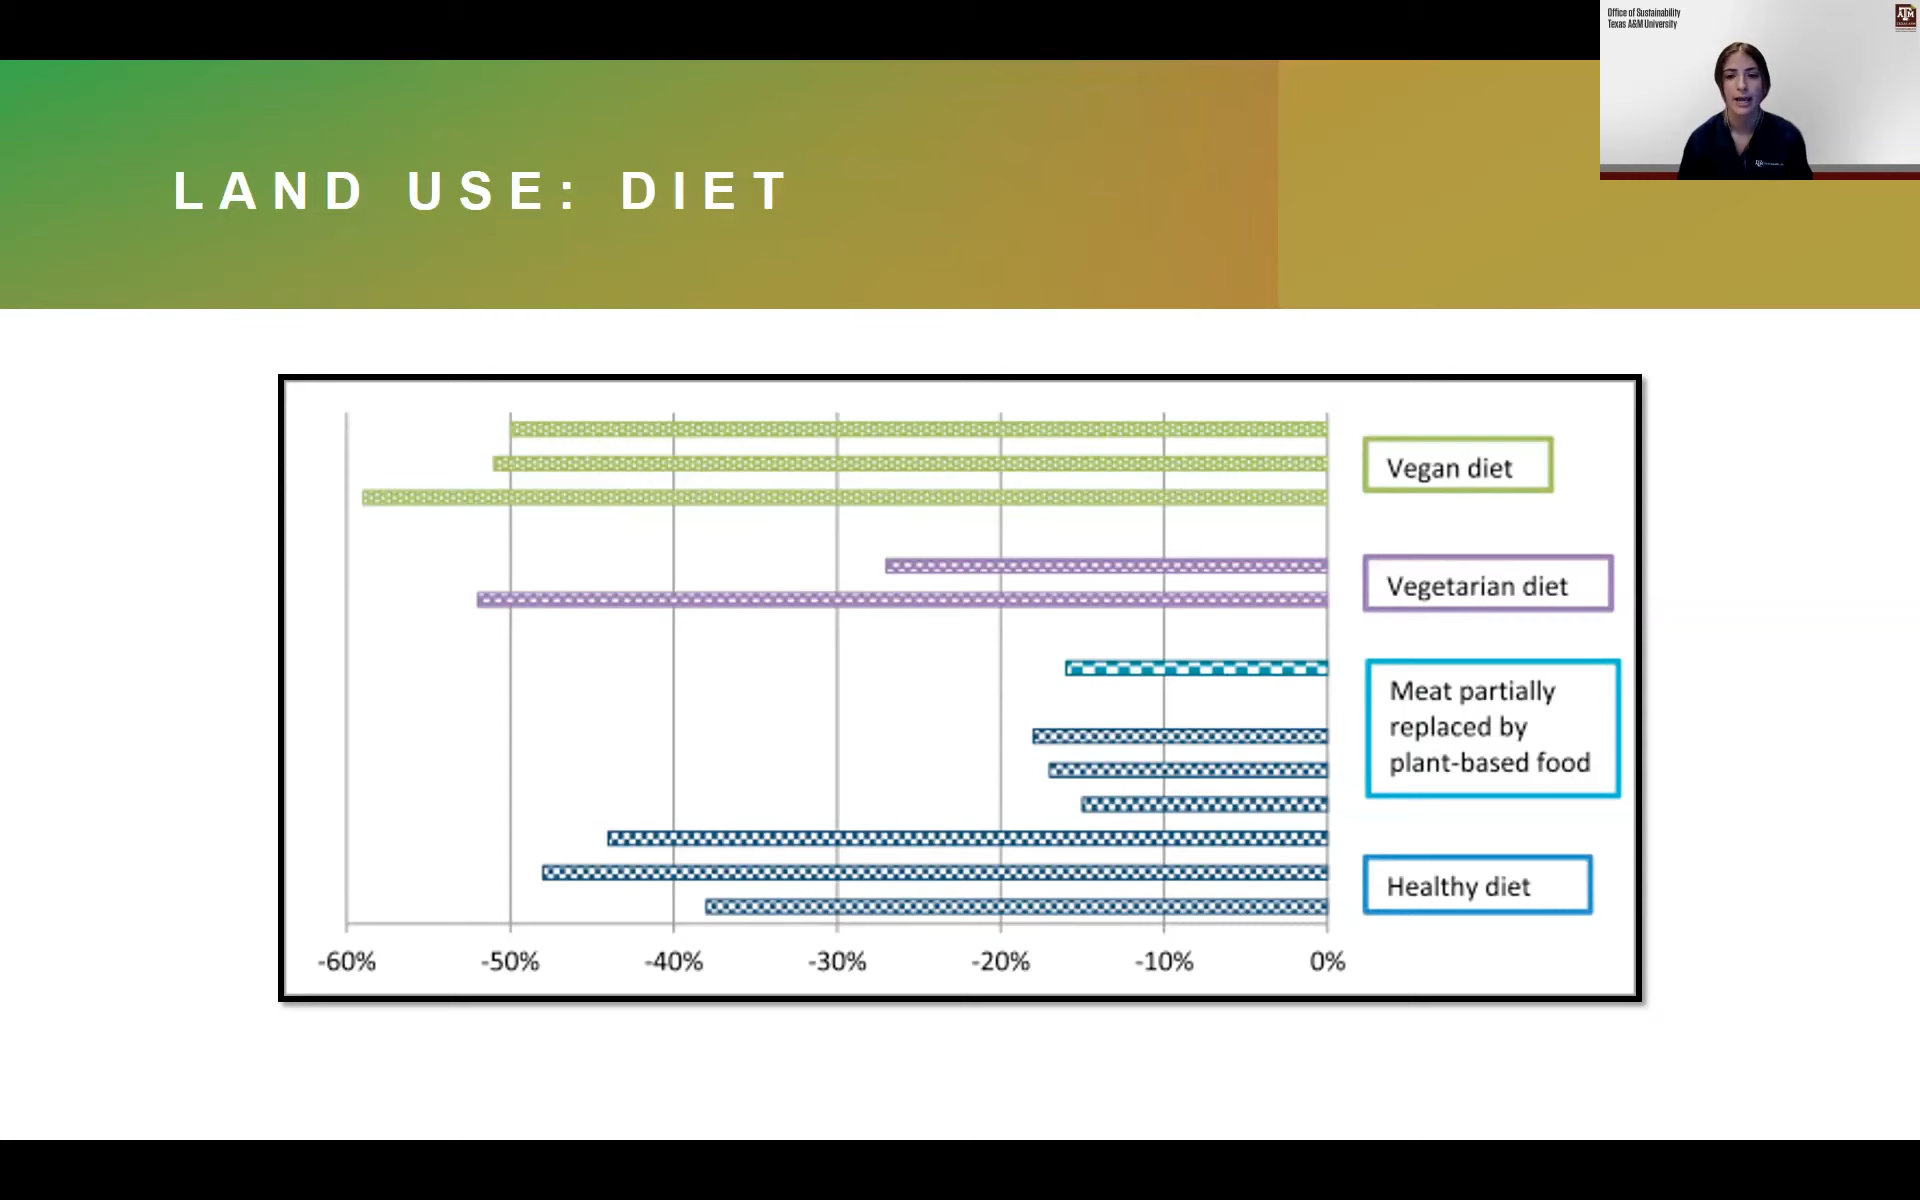 Office of Sustainability
Texas A&M University
LAND USE: DIET
Vegan diet
Vegetarian diet
Meat partially
replaced by
plant-based food
Healthy diet
-60% -50% -40% -30% -20% -10% 0%